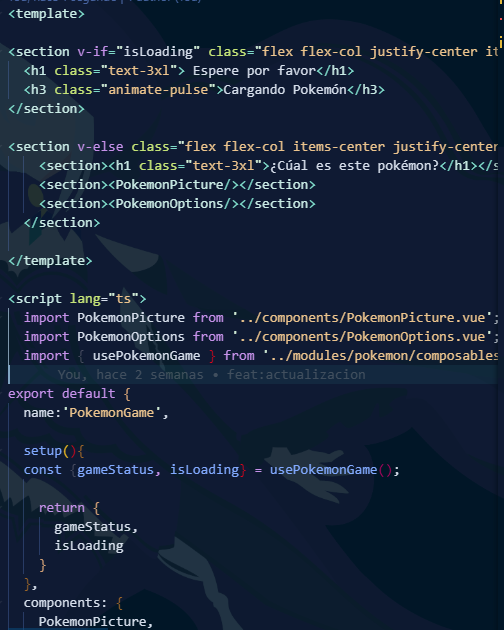 <template>
<section v-if="isLoading" class="flex flex-col justify-center it
<h1 class="text-3xl"> Espere por favor</h1>
<h3 class="animate-pulse">Cargando Pokemón</h3>
</section>
<section v-else class="flex flex-col items-center justify-center
<section><h1 class="text-3xl">¿Cúal es este pokémon?</h1></s
<section><PokemonPicture/></section>
<section><PokemonOptions/></section>
</section>
</template>
<script lang="ts">
import PokemonPicture from '../components/PokemonPicture.vue';
import PokemonOptions from '../components/PokemonOptions.vue';
import { usePokemonGame } from '../modules/pokemon/composables
You, hace 2 semanas • feat:actualizacion
export default {
name:'PokemonGame',
setup(){
const {gameStatus, isLoading} = usePokemonGame();
return {
gameStatus,
isLoading
}
},
components: {
PokemonPicture,